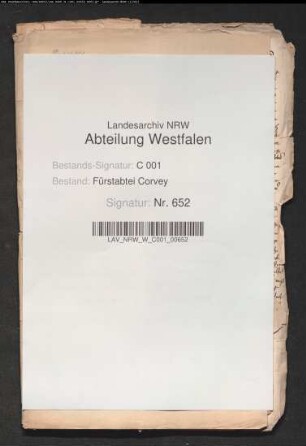 Landesarchiv NRW
Abteilung Westfalen
Bestands-Signatur: C 001
Bestand: Fürstabtei Corvey
Signatur: Nr. 652
LAV_NRW_W_C001_00652